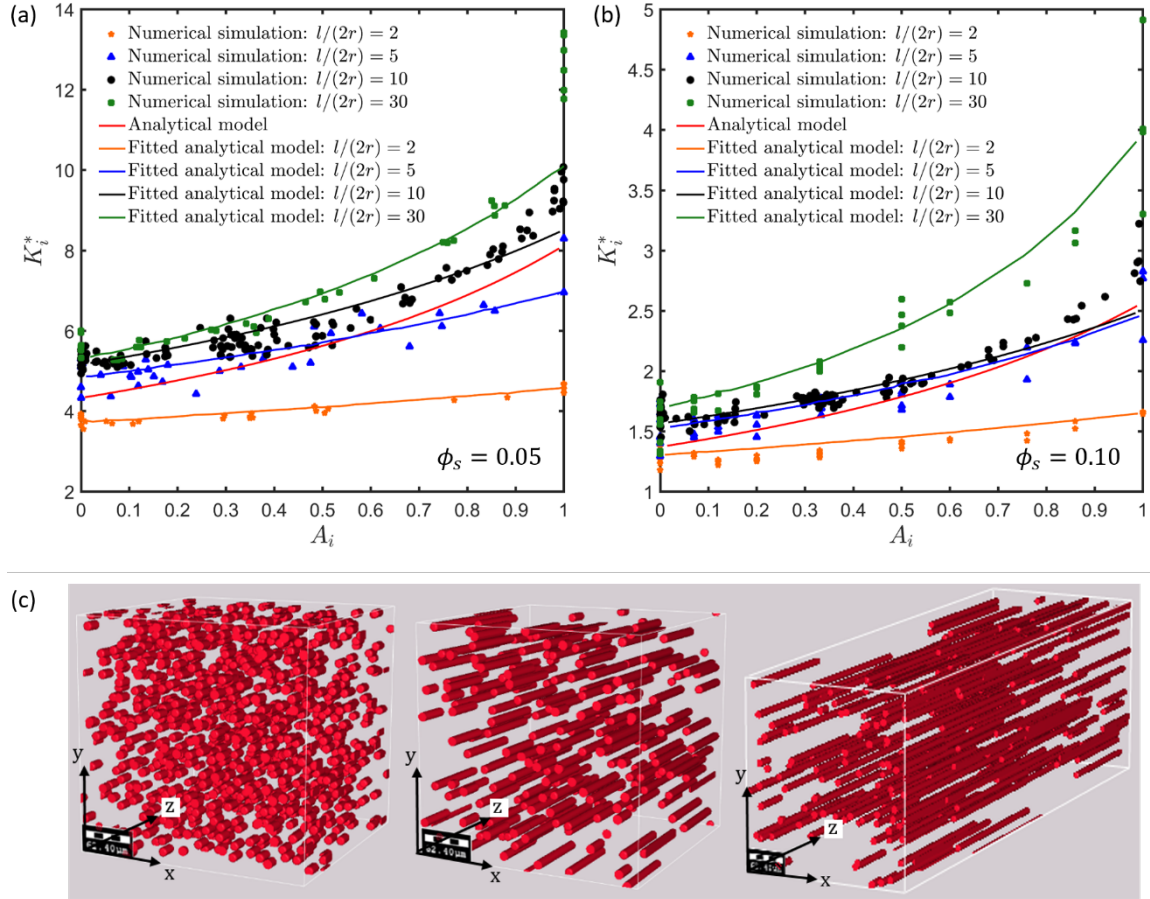 (a)
14
12
10
8
6
4
2
K_i^*
Numerical simulation: l/(2r) = 2
Numerical simulation: l/(2r) = 5
Numerical simulation: l/(2r) = 10
Numerical simulation: l/(2r) = 30
Analytical model
Fitted analytical model: l/(2r) = 2
Fitted analytical model: l/(2r) = 5
Fitted analytical model: l/(2r) = 10
Fitted analytical model: l/(2r) = 30
ϕ_s = 0.05
0 0.1 0.2 0.3 0.4 0.5 0.6 0.7 0.8 0.9 1
A_i
(b)
5
4.5
4
3.5
3
2.5
2
1.5
1
K_i^*
Numerical simulation: l/(2r) = 2
Numerical simulation: l/(2r) = 5
Numerical simulation: l/(2r) = 10
Numerical simulation: l/(2r) = 30
Analytical model
Fitted analytical model: l/(2r) = 2
Fitted analytical model: l/(2r) = 5
Fitted analytical model: l/(2r) = 10
Fitted analytical model: l/(2r) = 30
ϕ_s = 0.10
0 0.1 0.2 0.3 0.4 0.5 0.6 0.7 0.8 0.9 1
A_i
(c)
y
z
x
y
z
x
y
z
x